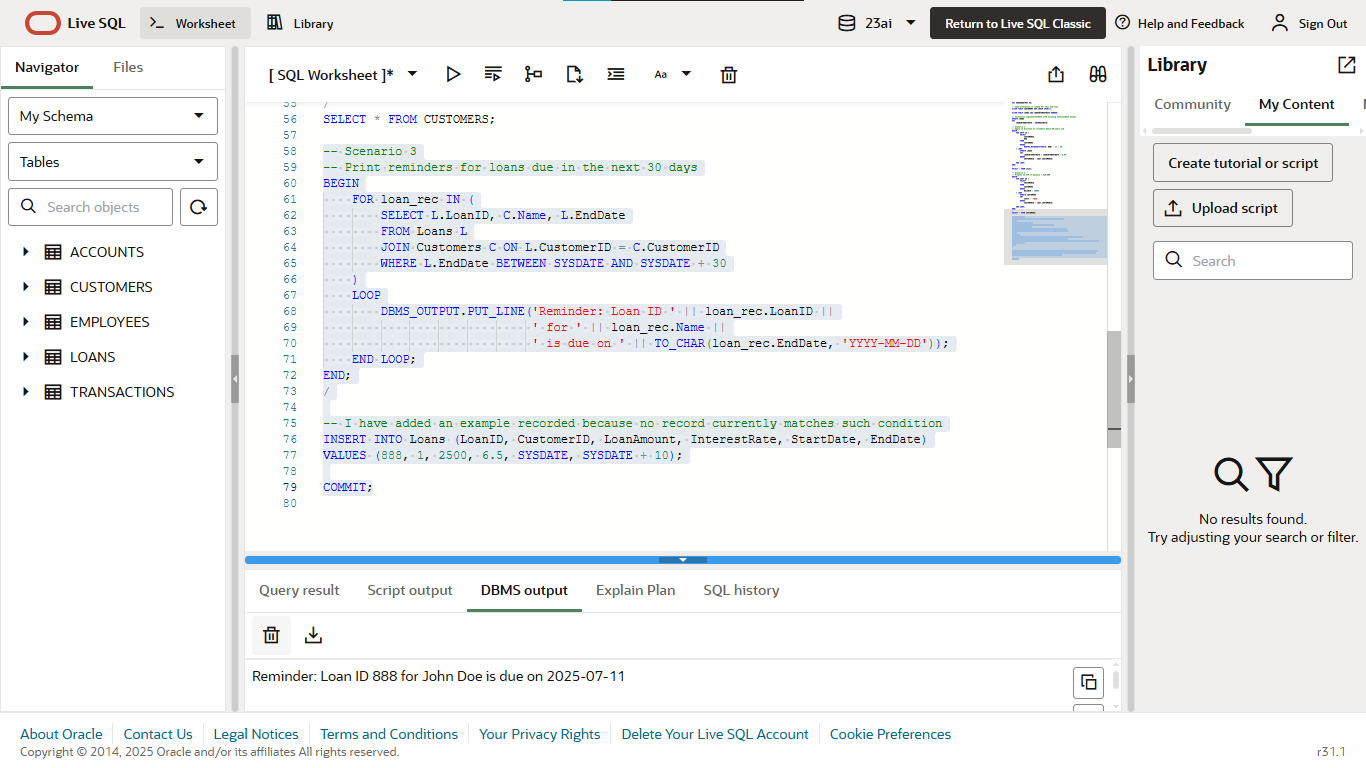 Live SQL
Worksheet
Library
23ai
Return to Live SQL Classic
Help and Feedback
Sign Out
Navigator
Files
My Schema
Tables
Search objects
ACCOUNTS
CUSTOMERS
EMPLOYEES
LOANS
TRANSACTIONS
[ SQL Worksheet ]*
Aa
55 /
56 SELECT * FROM CUSTOMERS;
57
58 -- Scenario 3
59 -- Print reminders for loans due in the next 30 days
60 BEGIN
61 FOR loan_rec IN (
62 SELECT L.LoanID, C.Name, L.EndDate
63 FROM Loans L
64 JOIN Customers C ON L.CustomerID = C.CustomerID
65 WHERE L.EndDate BETWEEN SYSDATE AND SYSDATE + 30
66 )
67 LOOP
68 DBMS_OUTPUT.PUT_LINE('Reminder: Loan ID ' || loan_rec.LoanID ||
69 ' for ' || loan_rec.Name ||
70 ' is due on ' || TO_CHAR(loan_rec.EndDate, 'YYYY-MM-DD'));
71 END LOOP;
72 END;
73 /
74
75 -- I have added an example recorded because no record currently matches such condition
76 INSERT INTO Loans (LoanID, CustomerID, LoanAmount, InterestRate, StartDate, EndDate)
77 VALUES (888, 1, 2500, 6.5, SYSDATE, SYSDATE + 10);
78
79 COMMIT;
80
Query result
Script output
DBMS output
Explain Plan
SQL history
Reminder: Loan ID 888 for John Doe is due on 2025-07-11
Library
Community
My Content
Create tutorial or script
Upload script
Search
No results found.
Try adjusting your search or filter.
About Oracle
Contact Us
Legal Notices
Terms and Conditions
Your Privacy Rights
Delete Your Live SQL Account
Cookie Preferences
Copyright © 2014, 2025 Oracle and/or its affiliates All rights reserved.
r31.1